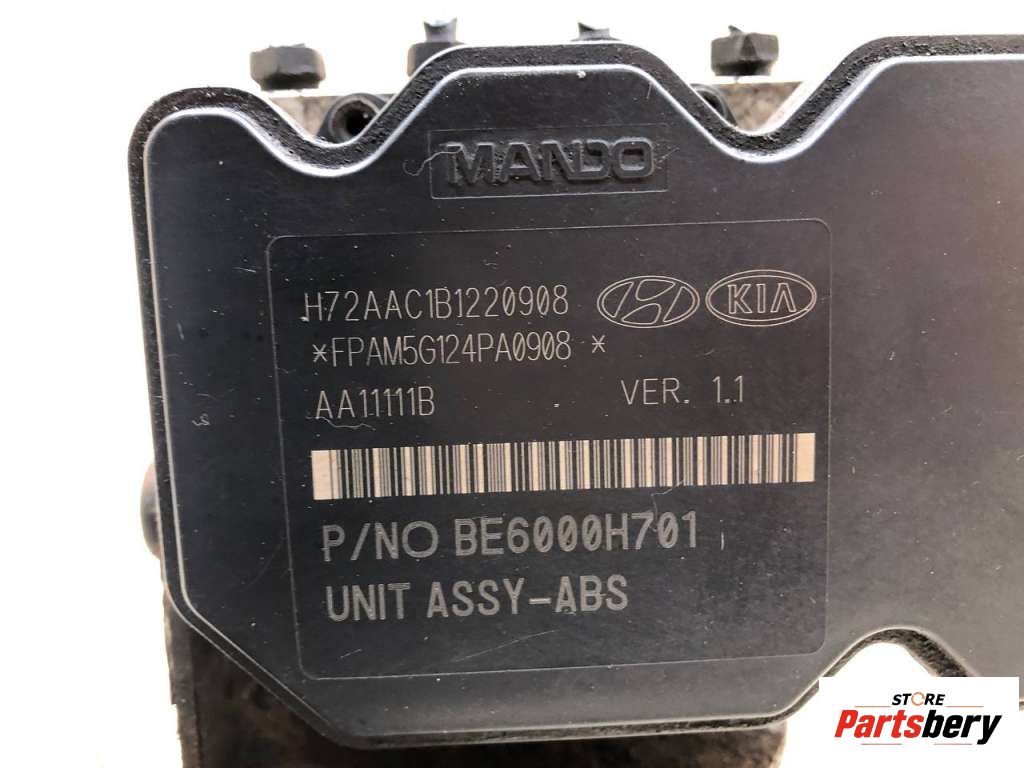 MANDO
H72AAC1B1220908
KIA
*FPAM5G124PA0908 *
AA11111B VER. 1.1
P/NO BE6000H701
UNIT ASSY-ABS
STORE
Partsbery